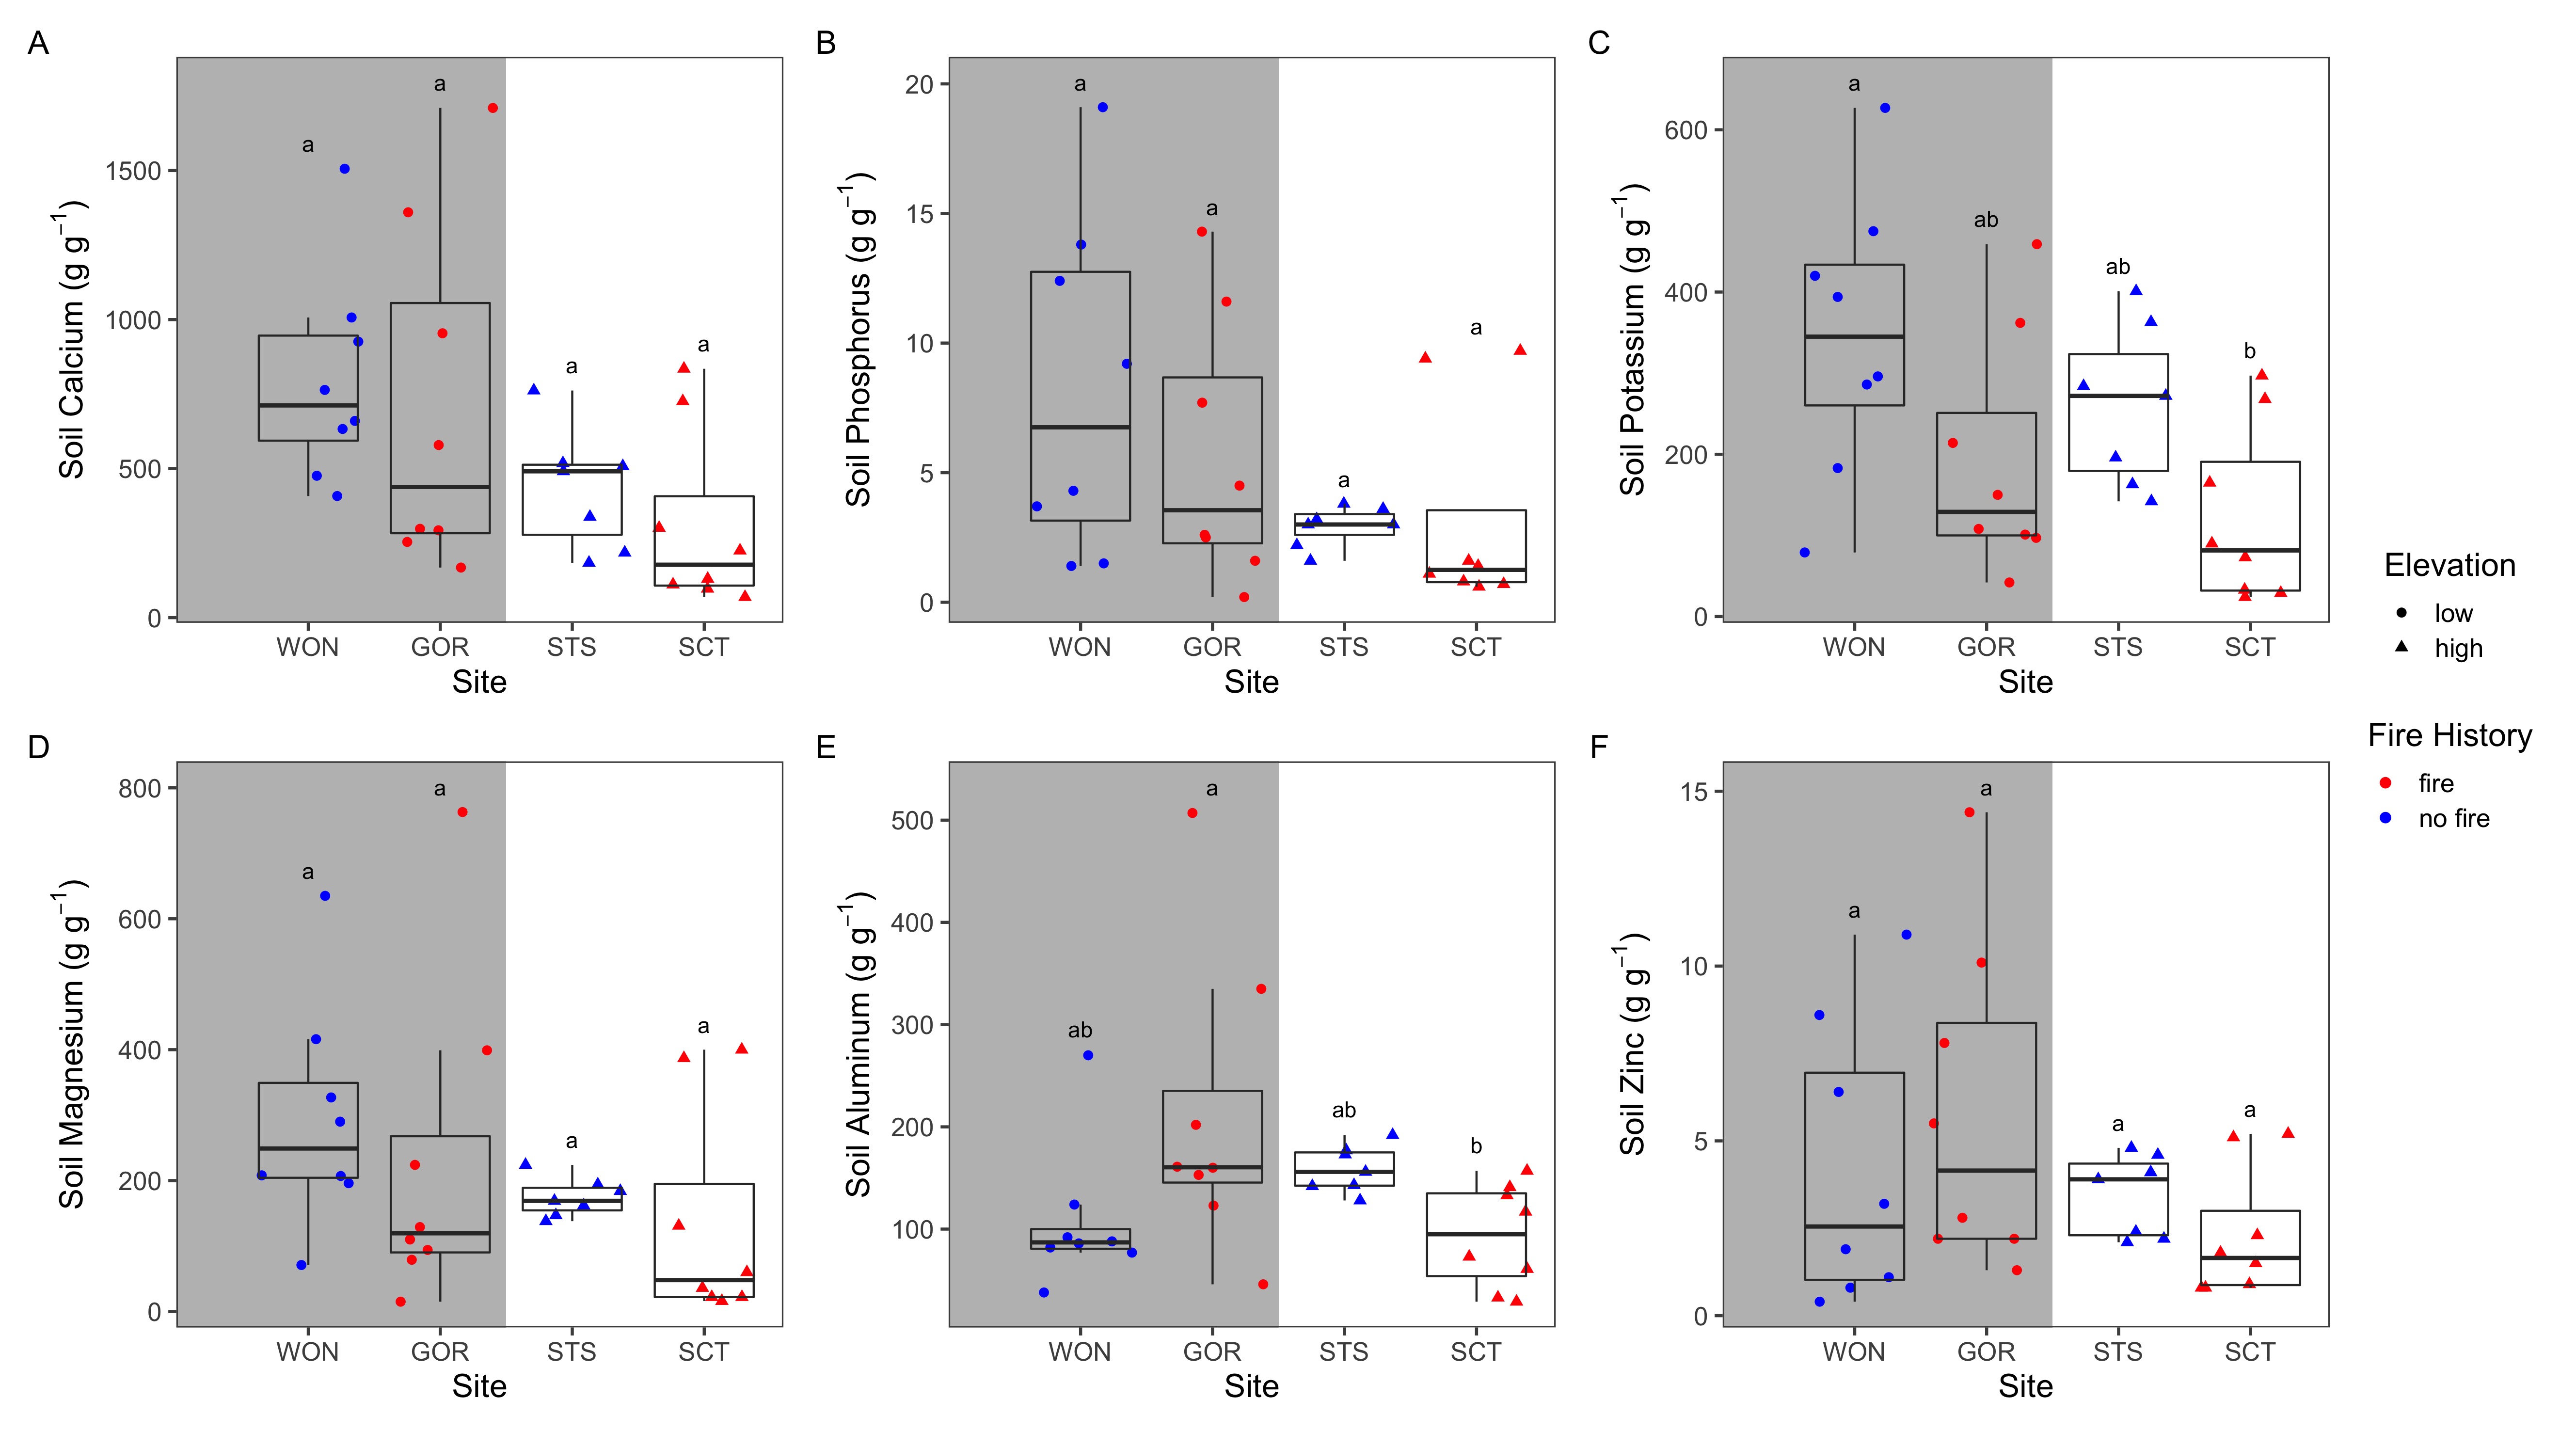 A
B
C
a
a
a
a
1500
1000
500
0
Soil Calcium (g g⁻¹)
WON GOR STS SCT
Site
a
a
a
a
20
15
10
5
0
Soil Phosphorus (g g⁻¹)
WON GOR STS SCT
Site
a
ab
ab
b
600
400
200
0
Soil Potassium (g g⁻¹)
WON GOR STS SCT
Site
Elevation
low
high
Fire History
fire
no fire
D
E
F
a
a
a
a
800
600
400
200
0
Soil Magnesium (g g⁻¹)
WON GOR STS SCT
Site
ab
a
ab
b
500
400
300
200
100
Soil Aluminum (g g⁻¹)
WON GOR STS SCT
Site
a
a
a
a
15
10
5
0
Soil Zinc (g g⁻¹)
WON GOR STS SCT
Site